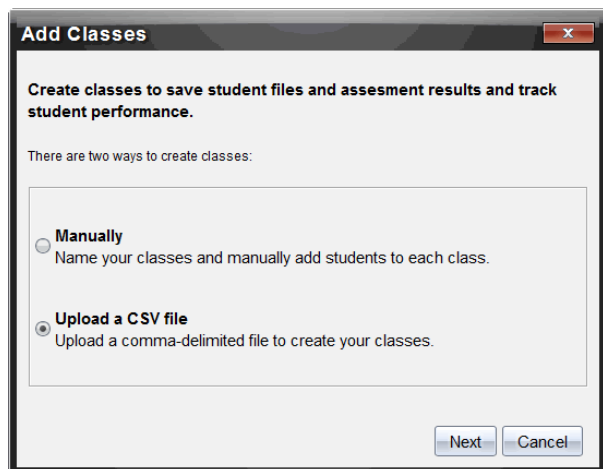 Add Classes
Create classes to save student files and assesment results and track
student performance.
There are two ways to create classes:
Manually
Name your classes and manually add students to each class.
Upload a CSV file
Upload a comma-delimited file to create your classes.
Next Cancel